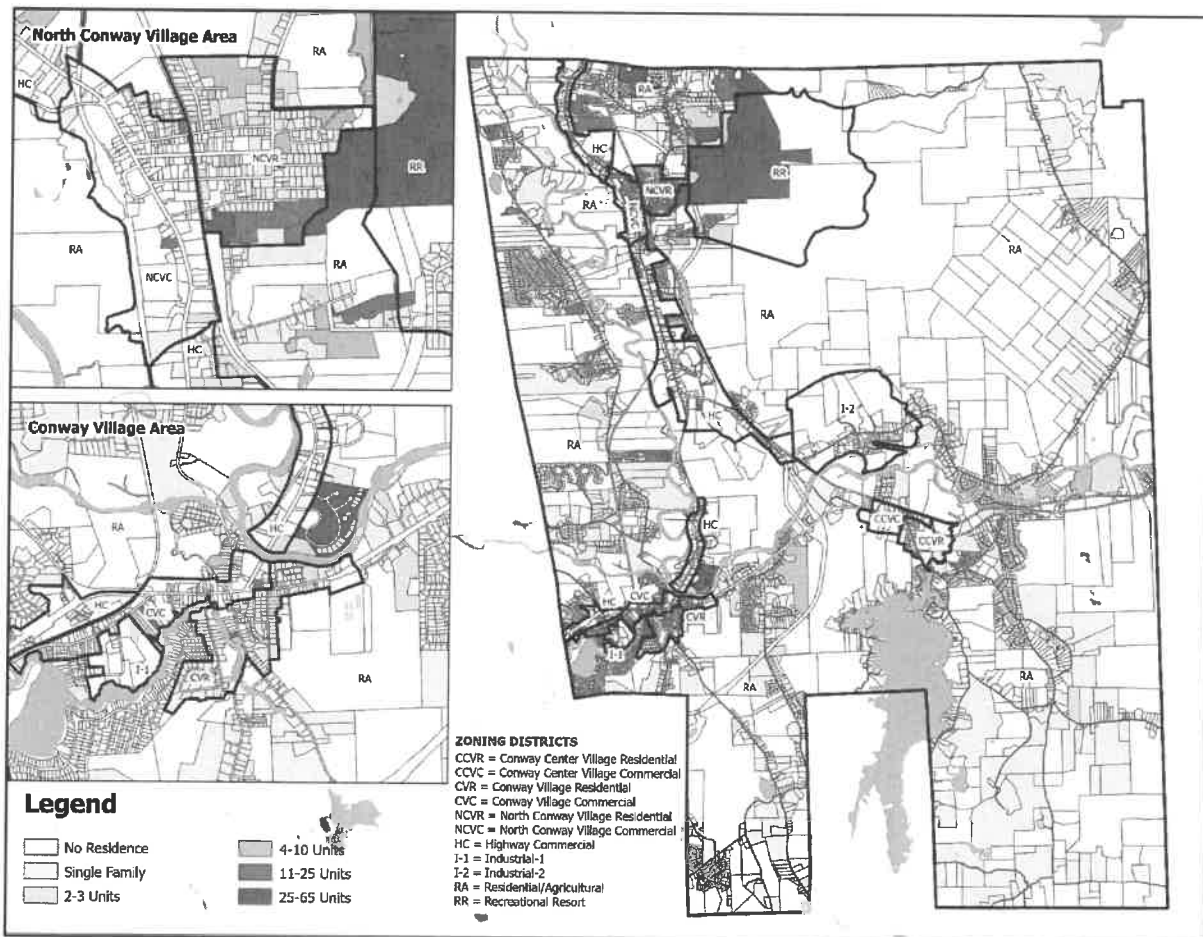 North Conway Village Area
RA
HC
NCVR
RR
RA
RA
NCVC
HC
Conway Village Area
RA
HC
HC
CVC
I-1
CVR
RA
RA
HC
NCVR
RR
RA
NCVC
RA
RA
I-2
HC
RA
CCVC
CCVR
HC
HC
CVC
CVR
I-1
RA
RA
Legend
No Residence
Single Family
2-3 Units
4-10 Units
11-25 Units
25-65 Units
ZONING DISTRICTS
CCVR = Conway Center Village Residential
CCVC = Conway Center Village Commercial
CVR = Conway Village Residential
CVC = Conway Village Commercial
NCVR = North Conway Village Residential
NCVC = North Conway Village Commercial
HC = Highway Commercial
I-1 = Industrial-1
I-2 = Industrial-2
RA = Residential/Agricultural
RR = Recreational Resort